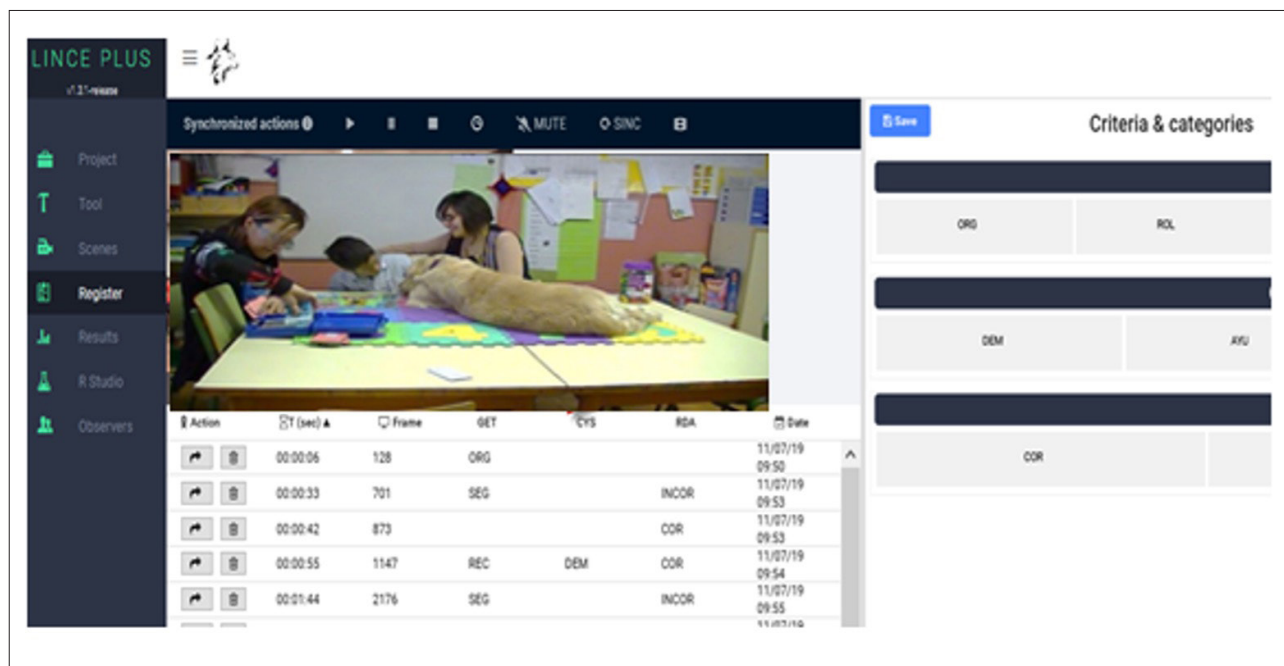 LINCE PLUS
v1.3.1-release
Project
Tool
Scenes
Register
Results
R Studio
Observers
Synchronized actions MUTE SINC
Action T (sec) Frame GET CYS RDA Date
00:00:06 128 ORG 11/07/19 09:50
00:00:33 701 SEG INCOR 11/07/19 09:53
00:00:42 873 COR 11/07/19 09:53
00:00:55 1147 REC DEM COR 11/07/19 09:54
00:01:44 2176 SEG INCOR 11/07/19 09:55
Save Criteria & categories
ORG ROL
DEM AYU
COR